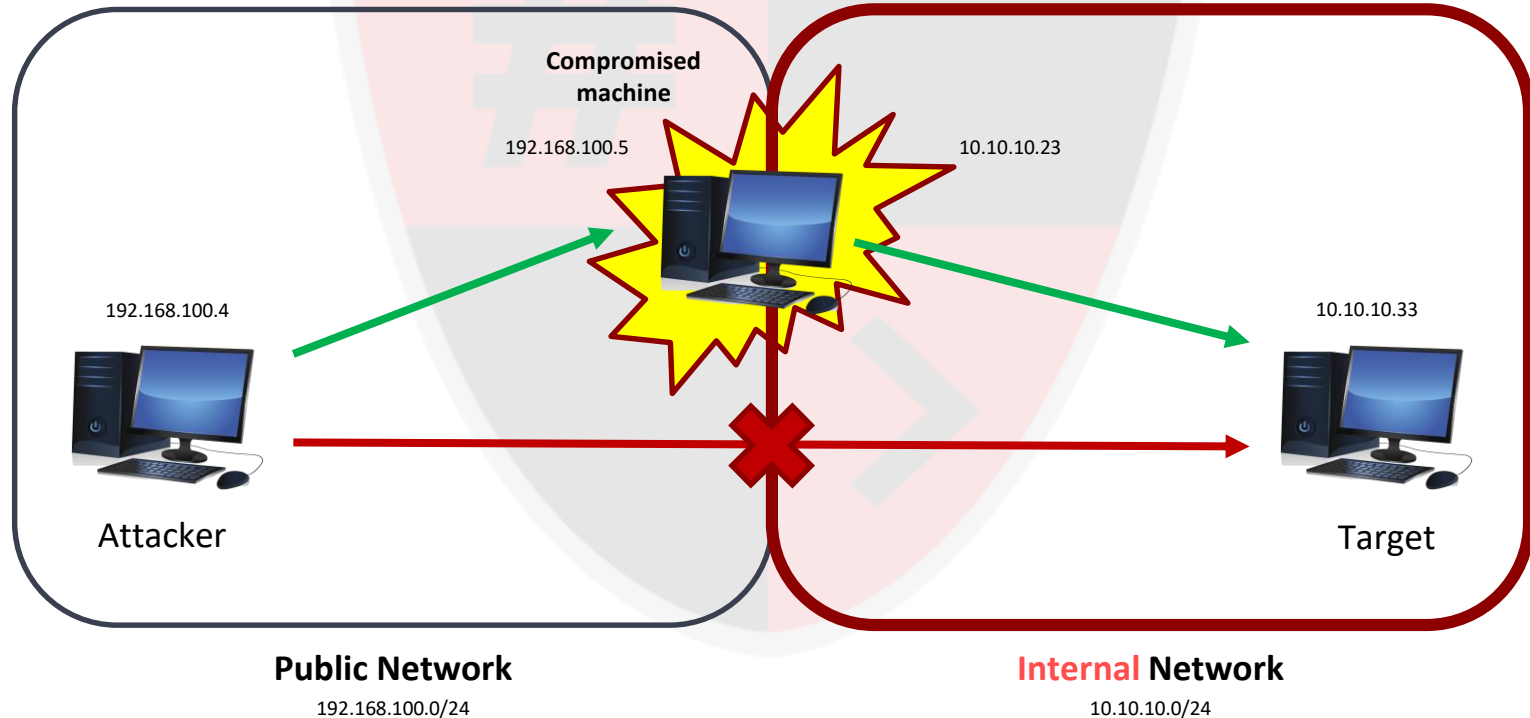 Compromised
machine
192.168.100.5
10.10.10.23
192.168.100.4
10.10.10.33
Attacker
Target
Public Network
192.168.100.0/24
Internal Network
10.10.10.0/24